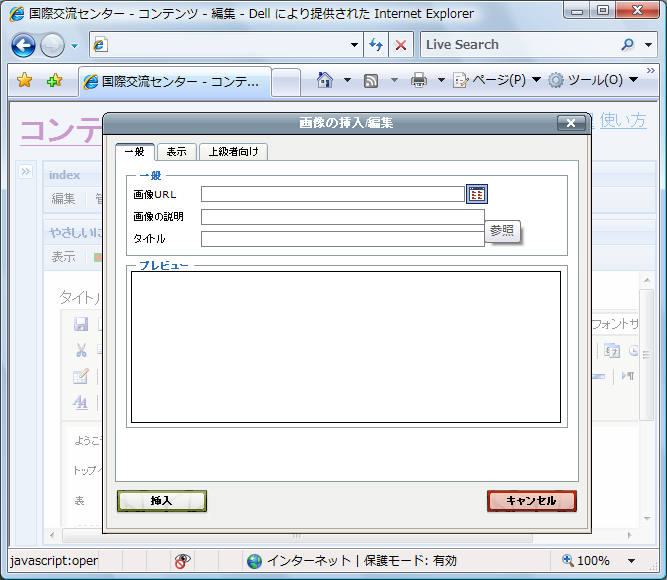 国際交流センター - コンテンツ - 編集 - Dell により提供された Internet Explorer
Live Search
国際交流センター - コンテ...
ページ(P)
ツール(O)
コンテ
使い方
画像の挿入/編集
一般
表示
上級者向け
index
一般
画像URL
編集
画像の説明
やさしいに
タイトル
参照
表示
プレビュー
タイトル
フォントサ
ようこ
トップペ
表
挿入
キャンセル
javascript:oper
インターネット | 保護モード: 有効
100%